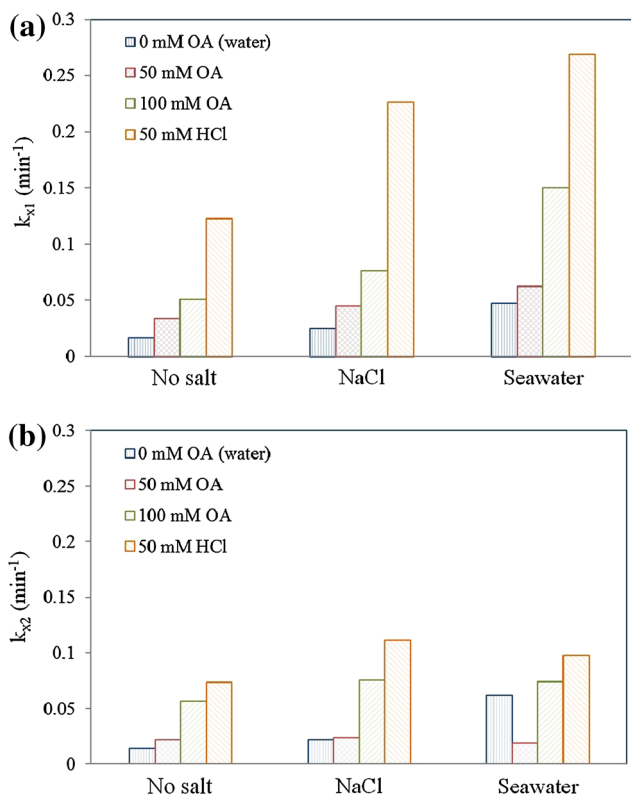 (a)
0.3
0.25
0.2
0.15
0.1
0.05
0
kx1 (min-1)
0 mM OA (water)
50 mM OA
100 mM OA
50 mM HCl
No salt NaCl Seawater
(b)
0.3
0.25
0.2
0.15
0.1
0.05
0
kx2 (min-1)
0 mM OA (water)
50 mM OA
100 mM OA
50 mM HCl
No salt NaCl Seawater